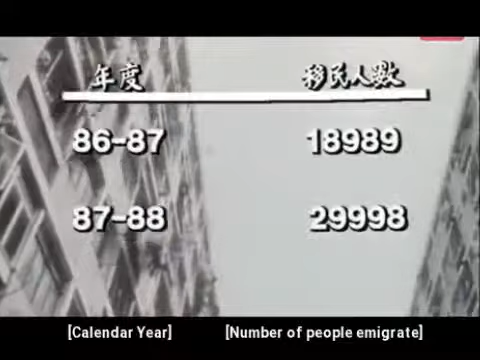 年度 移民人數
86-87 18989
87-88 29998
[Calendar Year] [Number of people emigrate]